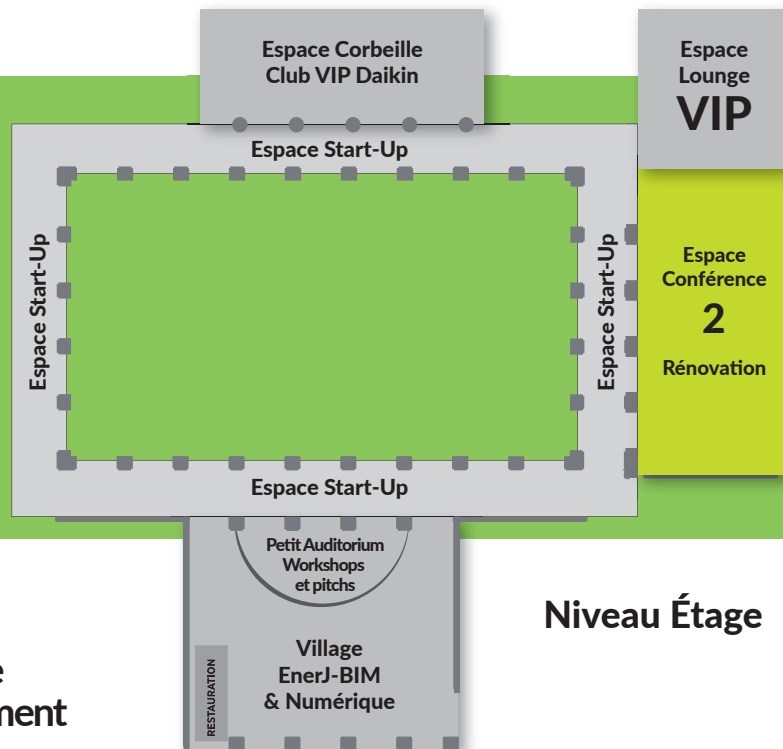 Espace Corbeille
Club VIP Daikin
Espace
Lounge
VIP
Espace Start-Up
Espace Start-Up
Espace Start-Up
Espace
Conférence
2
Rénovation
Espace Start-Up
Petit Auditorium
Workshops
et pitchs
Niveau Étage
Village
EnerJ-BIM
& Numérique
RESTAURATION